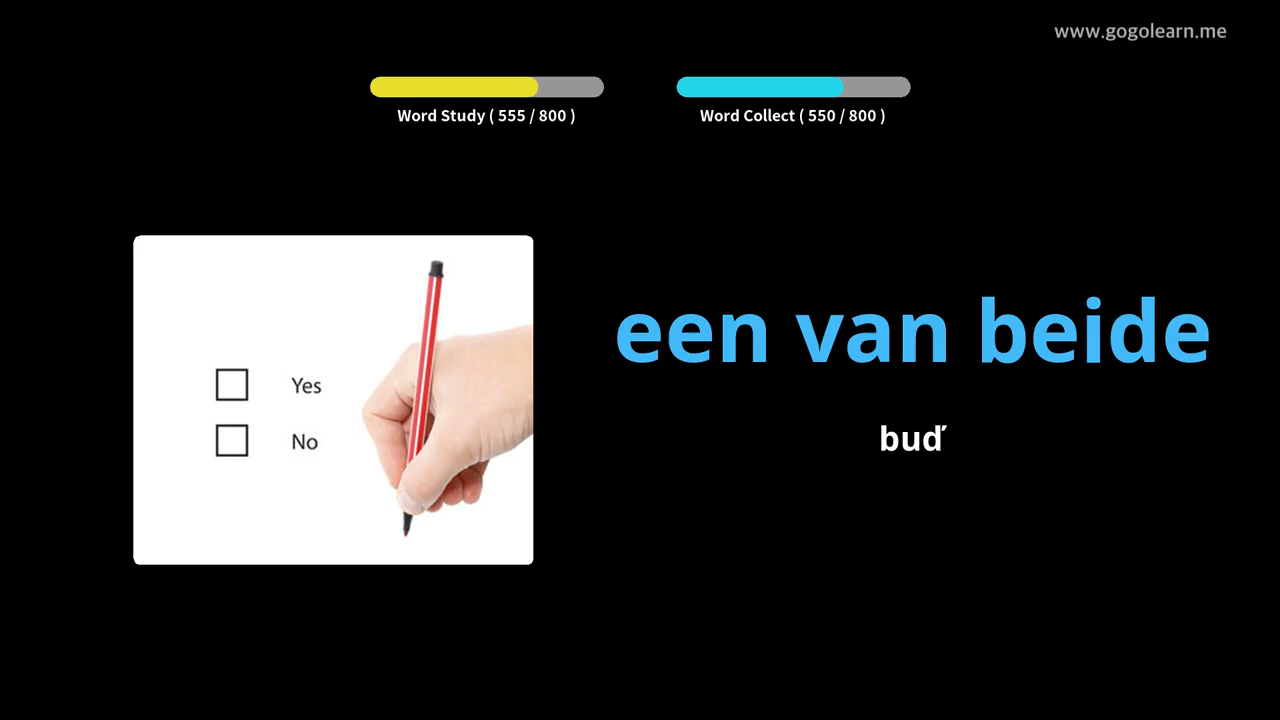 www.gogolearn.me
Word Study ( 555 / 800 )
Word Collect ( 550 / 800 )
Yes
No
een van beide
buď